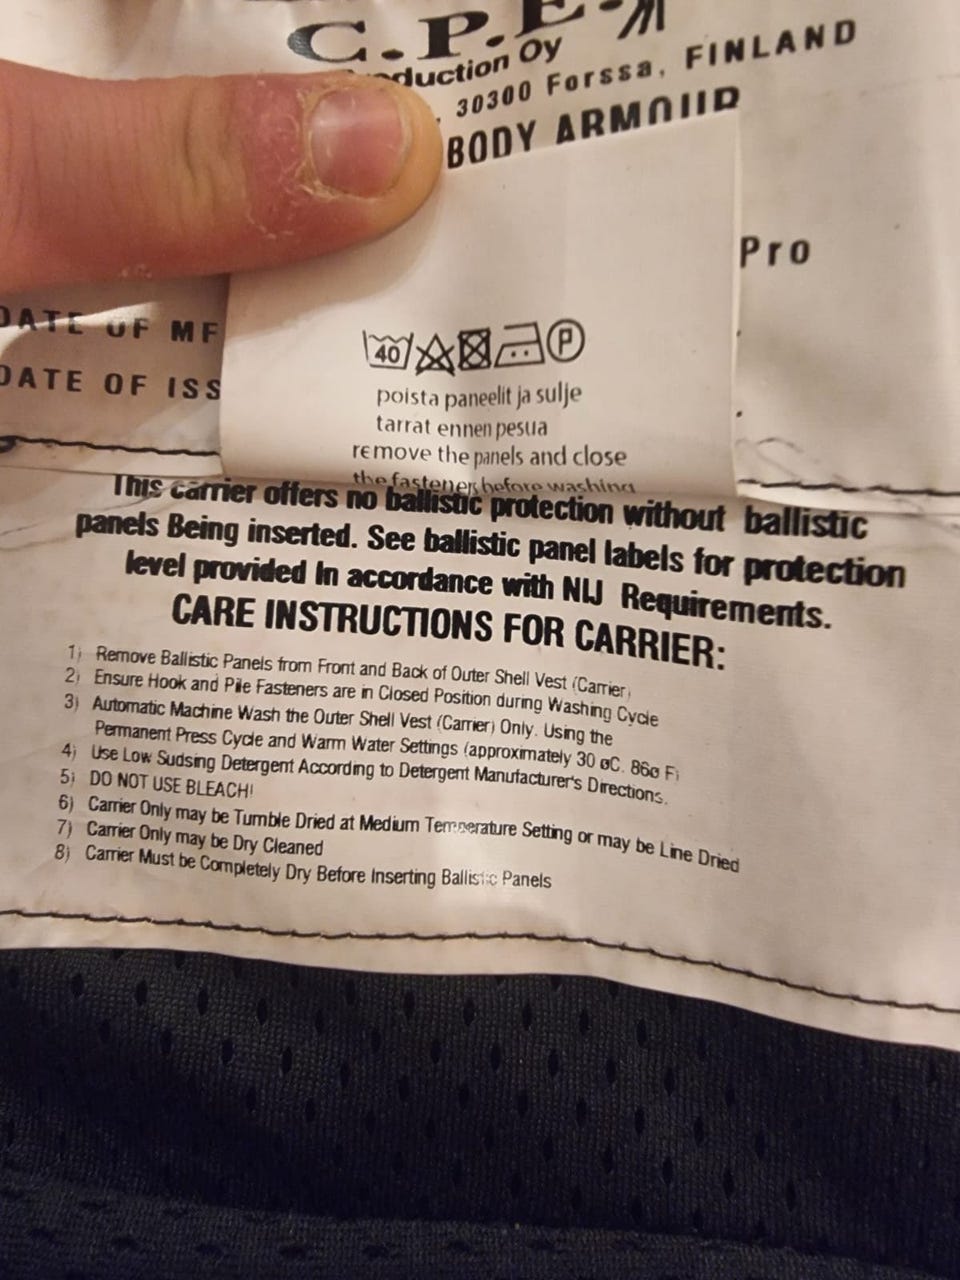 C.P.E.
Production Oy
30300 Forssa, FINLAND
BODY ARMOUR
Pro
DATE OF MF
DATE OF ISS
40 P
poista paneelit ja sulje
tarrat ennen pesua
remove the panels and close
the fasteners before washing
This carrier offers no ballistic protection without ballistic
panels Being inserted. See ballistic panel labels for protection
level provided In accordance with NIJ Requirements.
CARE INSTRUCTIONS FOR CARRIER:
1) Remove Ballistic Panels from Front and Back of Outer Shell Vest (Carrier)
2) Ensure Hook and Pile Fasteners are in Closed Position during Washing Cycle
3) Automatic Machine Wash the Outer Shell Vest (Carrier) Only. Using the
Permanent Press Cycle and Warm Water Settings (approximately 30 øC. 86ø F)
4) Use Low Sudsing Detergent According to Detergent Manufacturer's Directions.
5) DO NOT USE BLEACH!
6) Carrier Only may be Tumble Dried at Medium Temperature Setting or may be Line Dried
7) Carrier Only may be Dry Cleaned
8) Carrier Must be Completely Dry Before Inserting Ballistic Panels